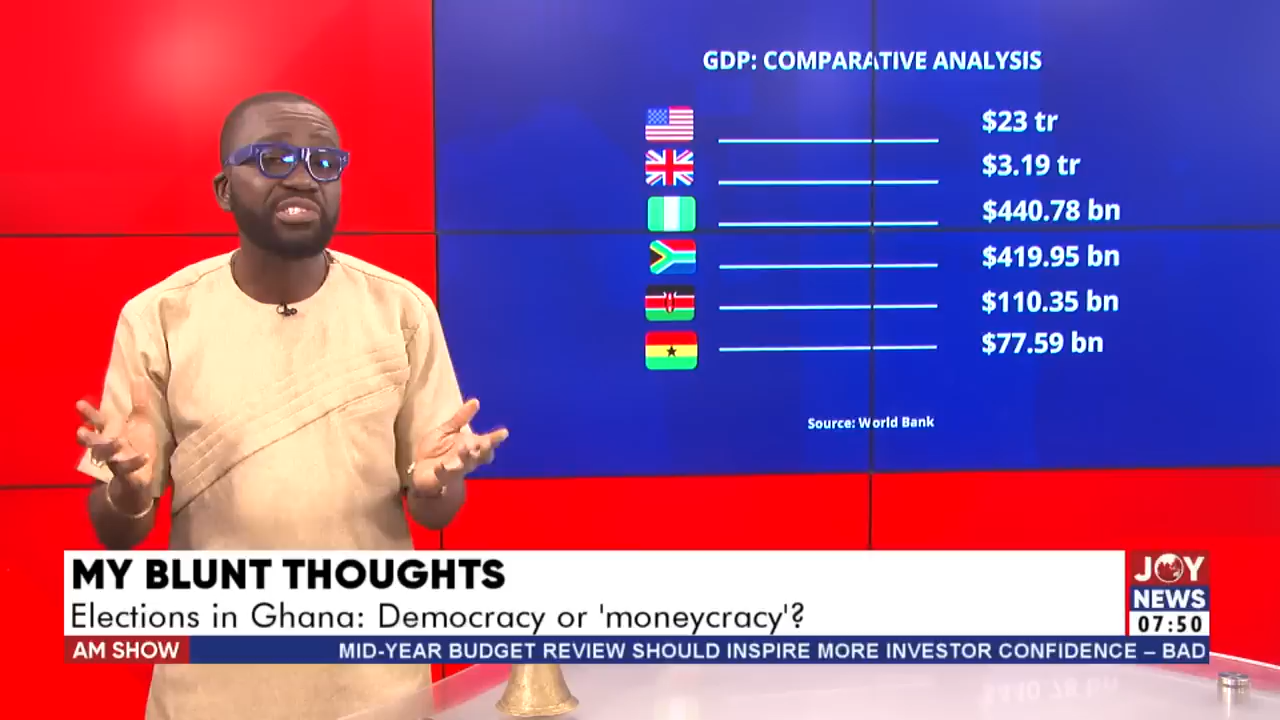 GDP: COMPARATIVE ANALYSIS
$23 tr
$3.19 tr
$440.78 bn
$419.95 bn
$110.35 bn
$77.59 bn
Source: World Bank
MY BLUNT THOUGHTS
Elections in Ghana: Democracy or 'moneycracy'?
JOY
NEWS
07:50
AM SHOW
MID-YEAR BUDGET REVIEW SHOULD INSPIRE MORE INVESTOR CONFIDENCE – BAD